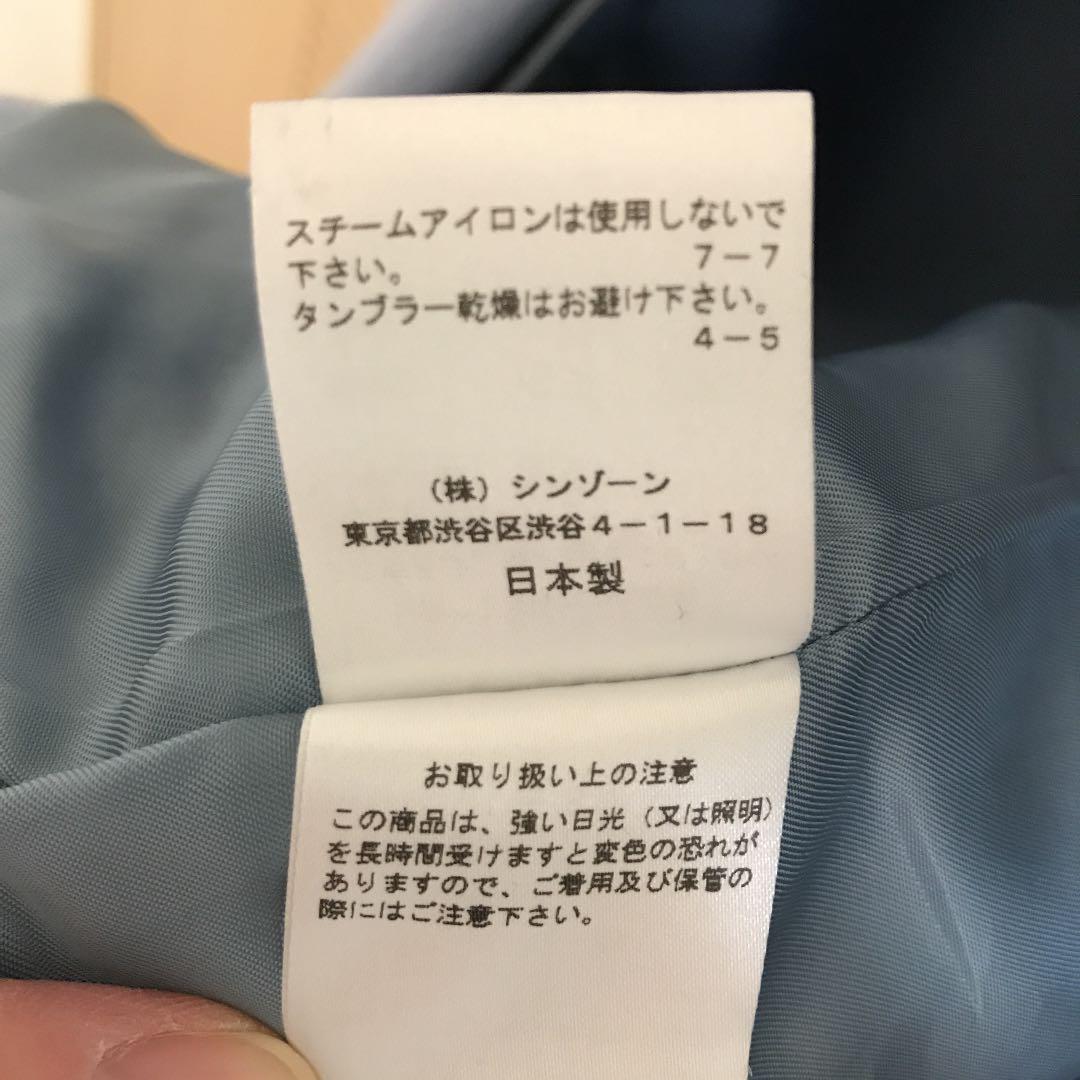 スチームアイロンは使用しないで
下さい。 7－7
タンブラー乾燥はお避け下さい。
4－5
（株）シンゾーン
東京都渋谷区渋谷4－1－18
日本製
お取り扱い上の注意
この商品は、強い日光（又は照明）
を長時間受けますと変色の恐れが
ありますので、ご着用及び保管の
際にはご注意下さい。